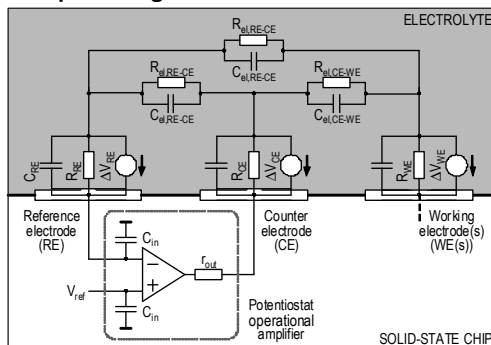 ELECTROLYTE
R_el,RE-CE
C_el,RE-CE
R_el,RE-CE
C_el,RE-CE
R_el,CE-WE
C_el,CE-WE
C_RE
R_RE
ΔV_RE
R_CE
ΔV_CE
R_WE
ΔV_WE
Reference
electrode
(RE)
Counter
electrode
(CE)
Working
electrode(s)
(WE(s))
C_in
r_out
V_ref
C_in
Potentiostat
operational
amplifier
SOLID-STATE CHIP